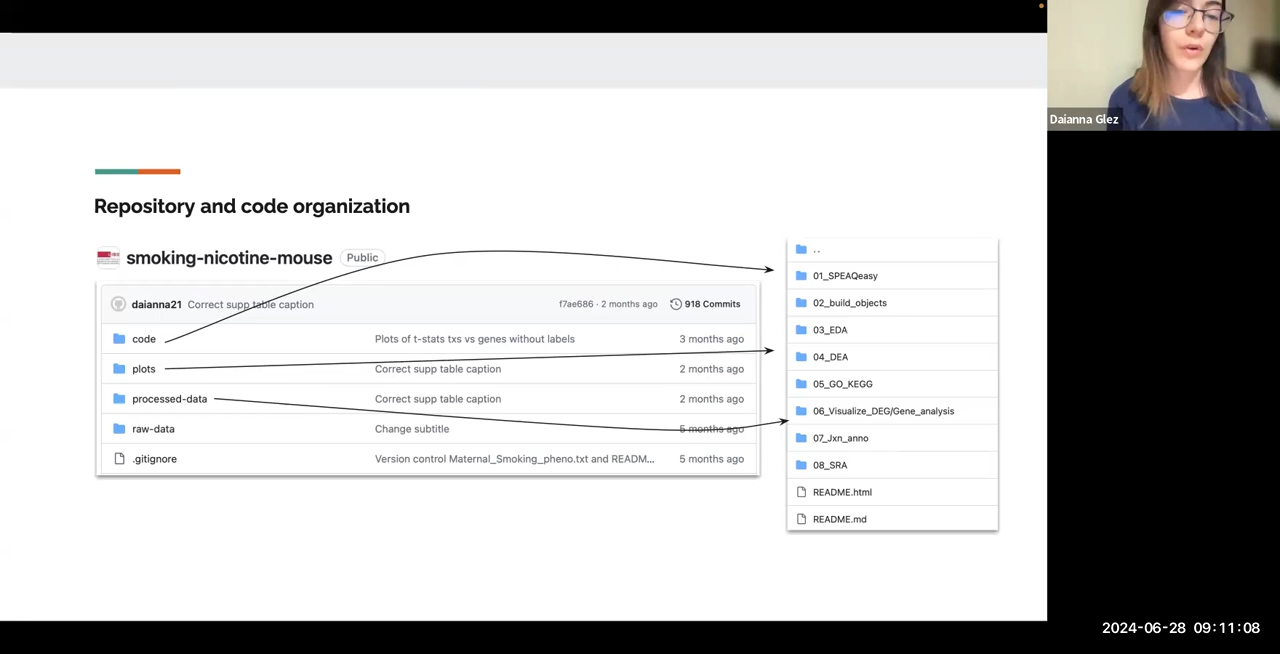 Daianna Glez
Repository and code organization
smoking-nicotine-mouse Public
daianna21 Correct supp table caption f7ae686 · 2 months ago 918 Commits
code Plots of t-stats txs vs genes without labels 3 months ago
plots Correct supp table caption 2 months ago
processed-data Correct supp table caption 2 months ago
raw-data Change subtitle 5 months ago
.gitignore Version control Maternal_Smoking_pheno.txt and READM... 5 months ago
..
01_SPEAQeasy
02_build_objects
03_EDA
04_DEA
05_GO_KEGG
06_Visualize_DEG/Gene_analysis
07_Jxn_anno
08_SRA
README.html
README.md
2024-06-28 09:11:08